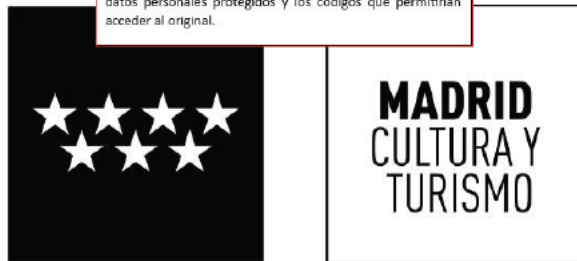 datos personales protegidos y los códigos que permitirían
acceder al original.
MADRID
CULTURA Y
TURISMO